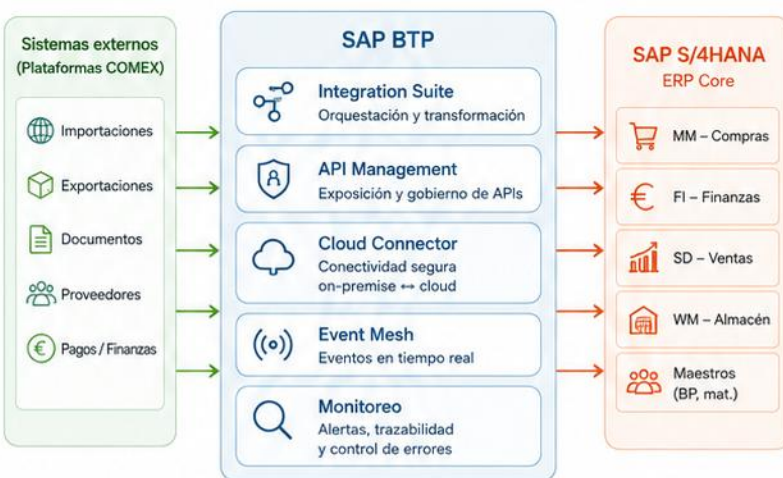 Sistemas externos
(Plataformas COMEX)
Importaciones
Exportaciones
Documentos
Proveedores
Pagos / Finanzas
SAP BTP
Integration Suite
Orquestación y transformación
API Management
Exposición y gobierno de APIs
Cloud Connector
Conectividad segura
on-premise ↔ cloud
Event Mesh
Eventos en tiempo real
Monitoreo
Alertas, trazabilidad
y control de errores
SAP S/4HANA
ERP Core
MM – Compras
FI – Finanzas
SD – Ventas
WM – Almacén
Maestros
(BP, mat.)